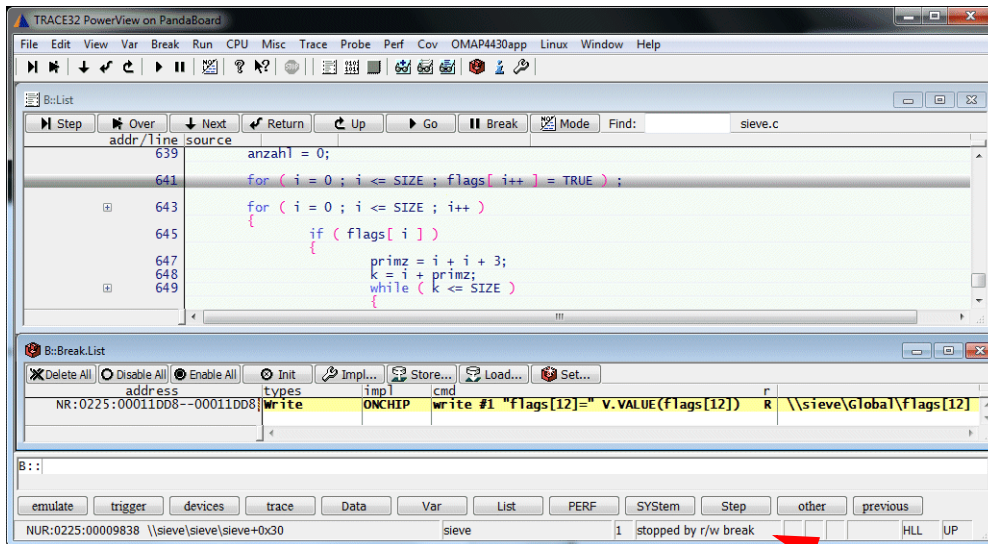 TRACE32 PowerView on PandaBoard
File Edit View Var Break Run CPU Misc Trace Probe Perf Cov OMAP4430app Linux Window Help
B::List
Step Over Next Return Up Go Break Mode Find: sieve.c
addr/line source
639 anzahl = 0;
641 for ( i = 0 ; i <= SIZE ; flags[ i++ ] = TRUE ) ;
643 for ( i = 0 ; i <= SIZE ; i++ )
{
645 if ( flags[ i ] )
{
647 primz = i + i + 3;
648 k = i + primz;
649 while ( k <= SIZE )
{
B::Break.List
Delete All Disable All Enable All Init Impl... Store... Load... Set...
address types impl cmd r
NR:0225:00011DD8--00011DD8 Write ONCHIP write #1 "flags[12]=" V.VALUE(flags[12]) R \\sieve\Global\flags[12]
B::
emulate trigger devices trace Data Var List PERF SYStem Step other previous
NUR:0225:00009838 \\sieve\sieve\sieve+0x30 sieve 1 stopped by r/w break HLL UP